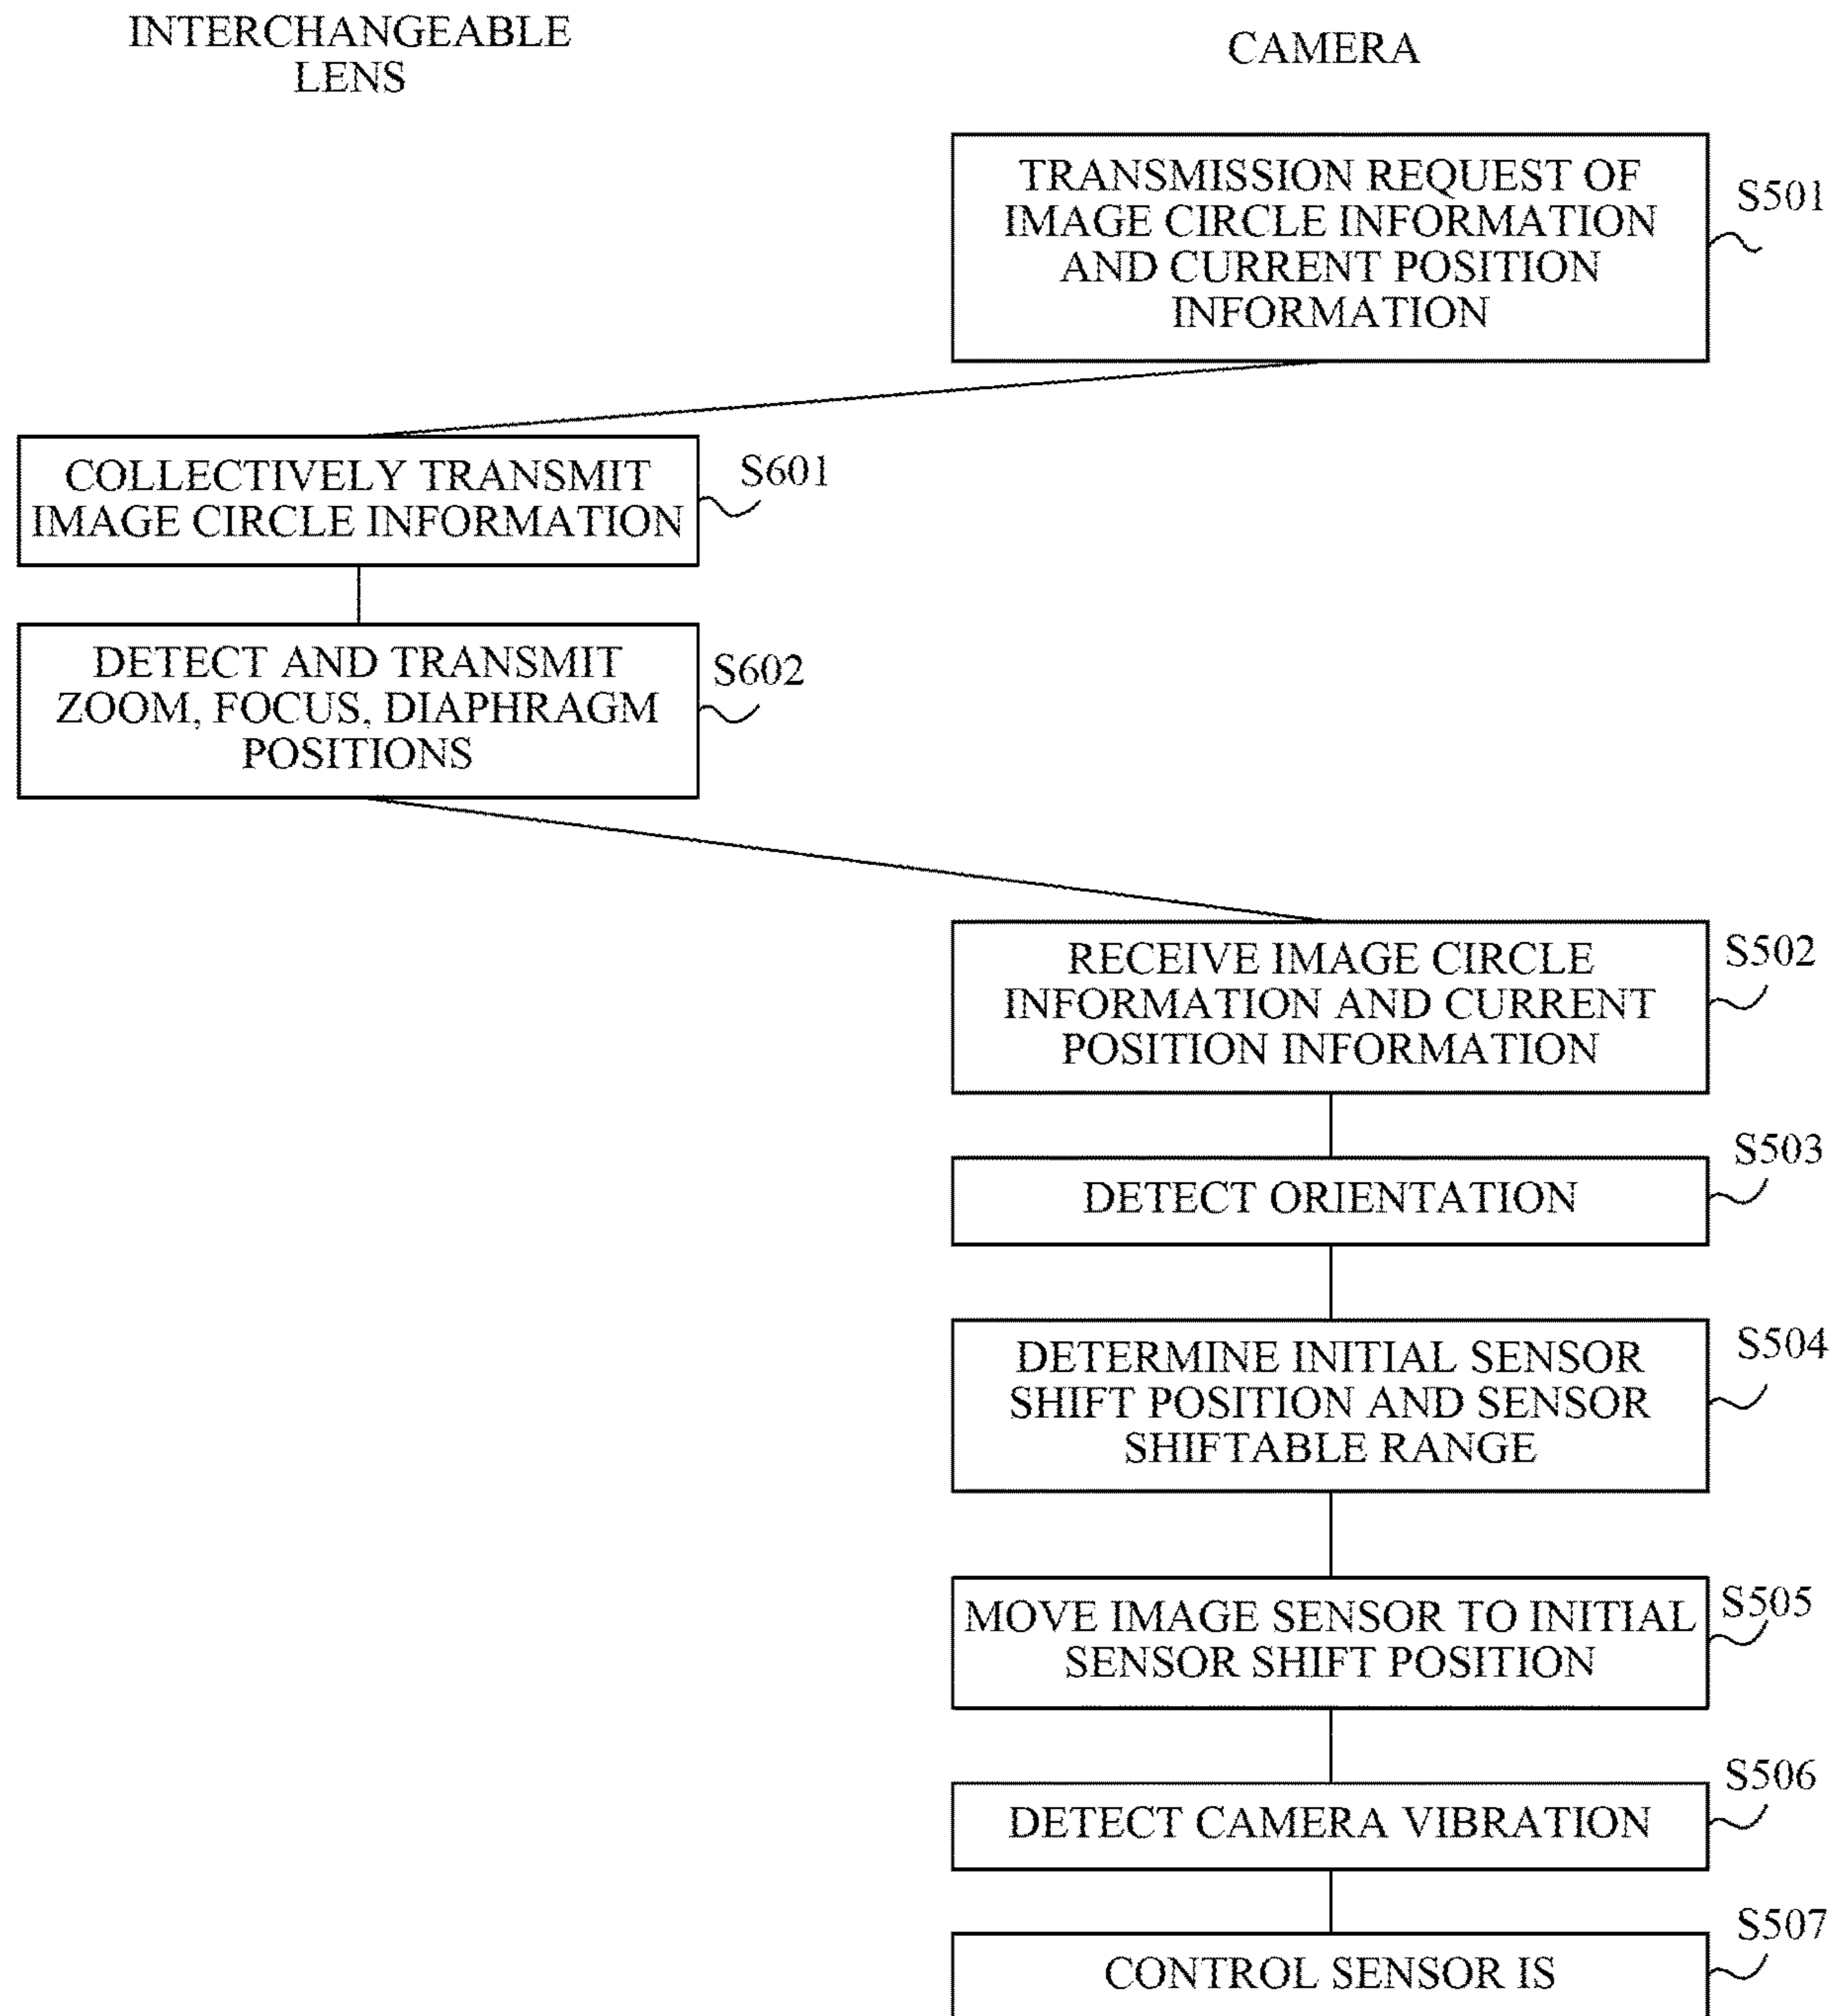 INTERCHANGEABLE
LENS
CAMERA
TRANSMISSION REQUEST OF
IMAGE CIRCLE INFORMATION
AND CURRENT POSITION
INFORMATION
S501
COLLECTIVELY TRANSMIT
IMAGE CIRCLE INFORMATION
S601
DETECT AND TRANSMIT
ZOOM, FOCUS, DIAPHRAGM
POSITIONS
S602
RECEIVE IMAGE CIRCLE
INFORMATION AND CURRENT
POSITION INFORMATION
S502
DETECT ORIENTATION
S503
DETERMINE INITIAL SENSOR
SHIFT POSITION AND SENSOR
SHIFTABLE RANGE
S504
MOVE IMAGE SENSOR TO INITIAL
SENSOR SHIFT POSITION
S505
DETECT CAMERA VIBRATION
S506
CONTROL SENSOR IS
S507